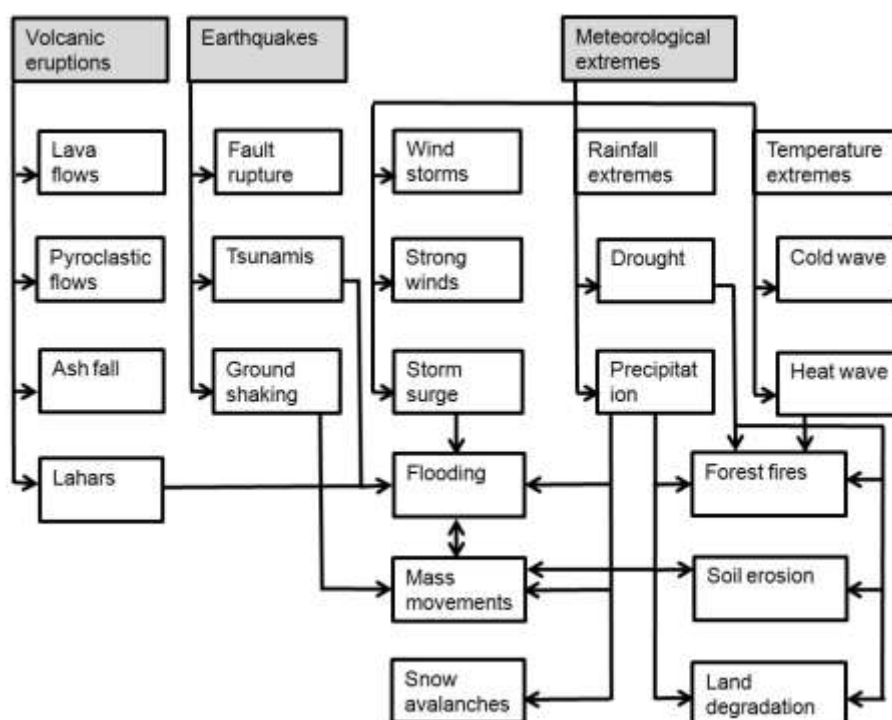 Volcanic
eruptions
Earthquakes
Meteorological
extremes
Lava
flows
Fault
rupture
Wind
storms
Rainfall
extremes
Temperature
extremes
Pyroclastic
flows
Tsunamis
Strong
winds
Drought
Cold wave
Ash fall
Ground
shaking
Storm
surge
Precipitat
ion
Heat wave
Lahars
Flooding
Forest fires
Mass
movements
Soil erosion
Snow
avalanches
Land
degradation